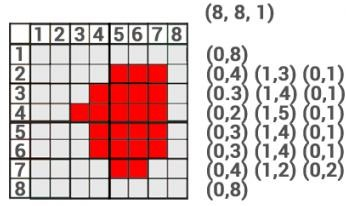 (8, 8, 1)
1 2 3 4 5 6 7 8
1 (0,8)
2 (0,4) (1,3) (0,1)
3 (0.3) (1,4) (0,1)
4 (0,2) (1,5) (0,1)
5 (0,3) (1,4) (0,1)
6 (0,3) (1,4) (0,1)
7 (0,4) (1,2) (0,2)
8 (0,8)